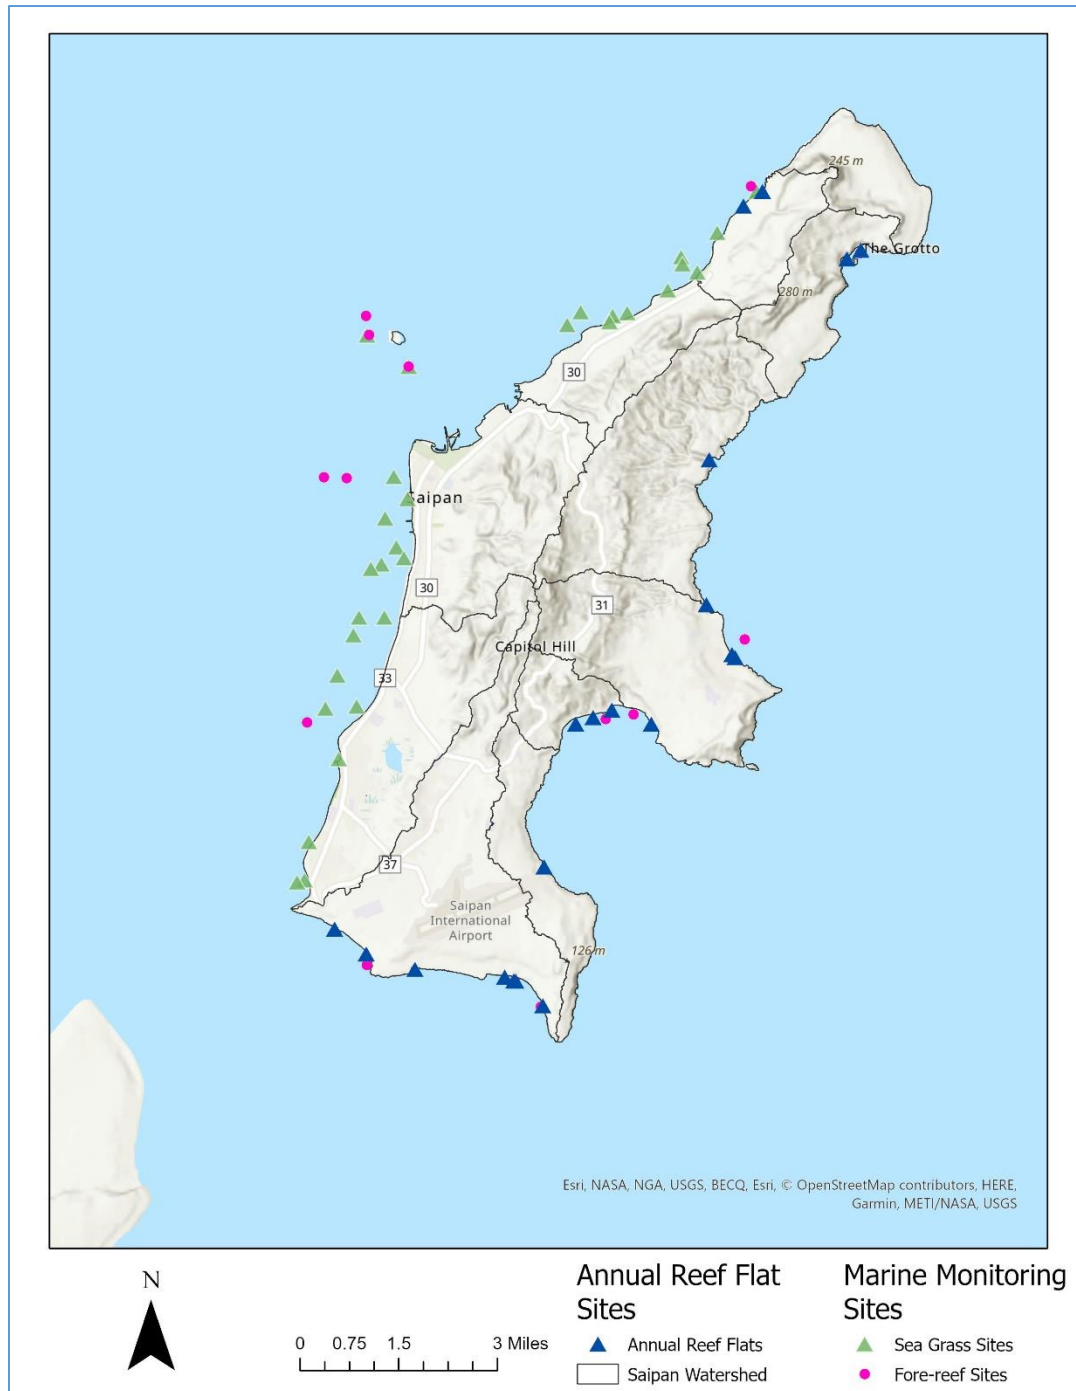 245 m
The Grotto
280 m
30
Saipan
30
31
Capitol Hill
33
37
Saipan
International
Airport
126 m
Esri, NASA, NGA, USGS, BECQ, Esri, © OpenStreetMap contributors, HERE,
Garmin, METI/NASA, USGS
N
0 0.75 1.5 3 Miles
Annual Reef Flat
Sites
Annual Reef Flats
Saipan Watershed
Marine Monitoring
Sites
Sea Grass Sites
Fore-reef Sites